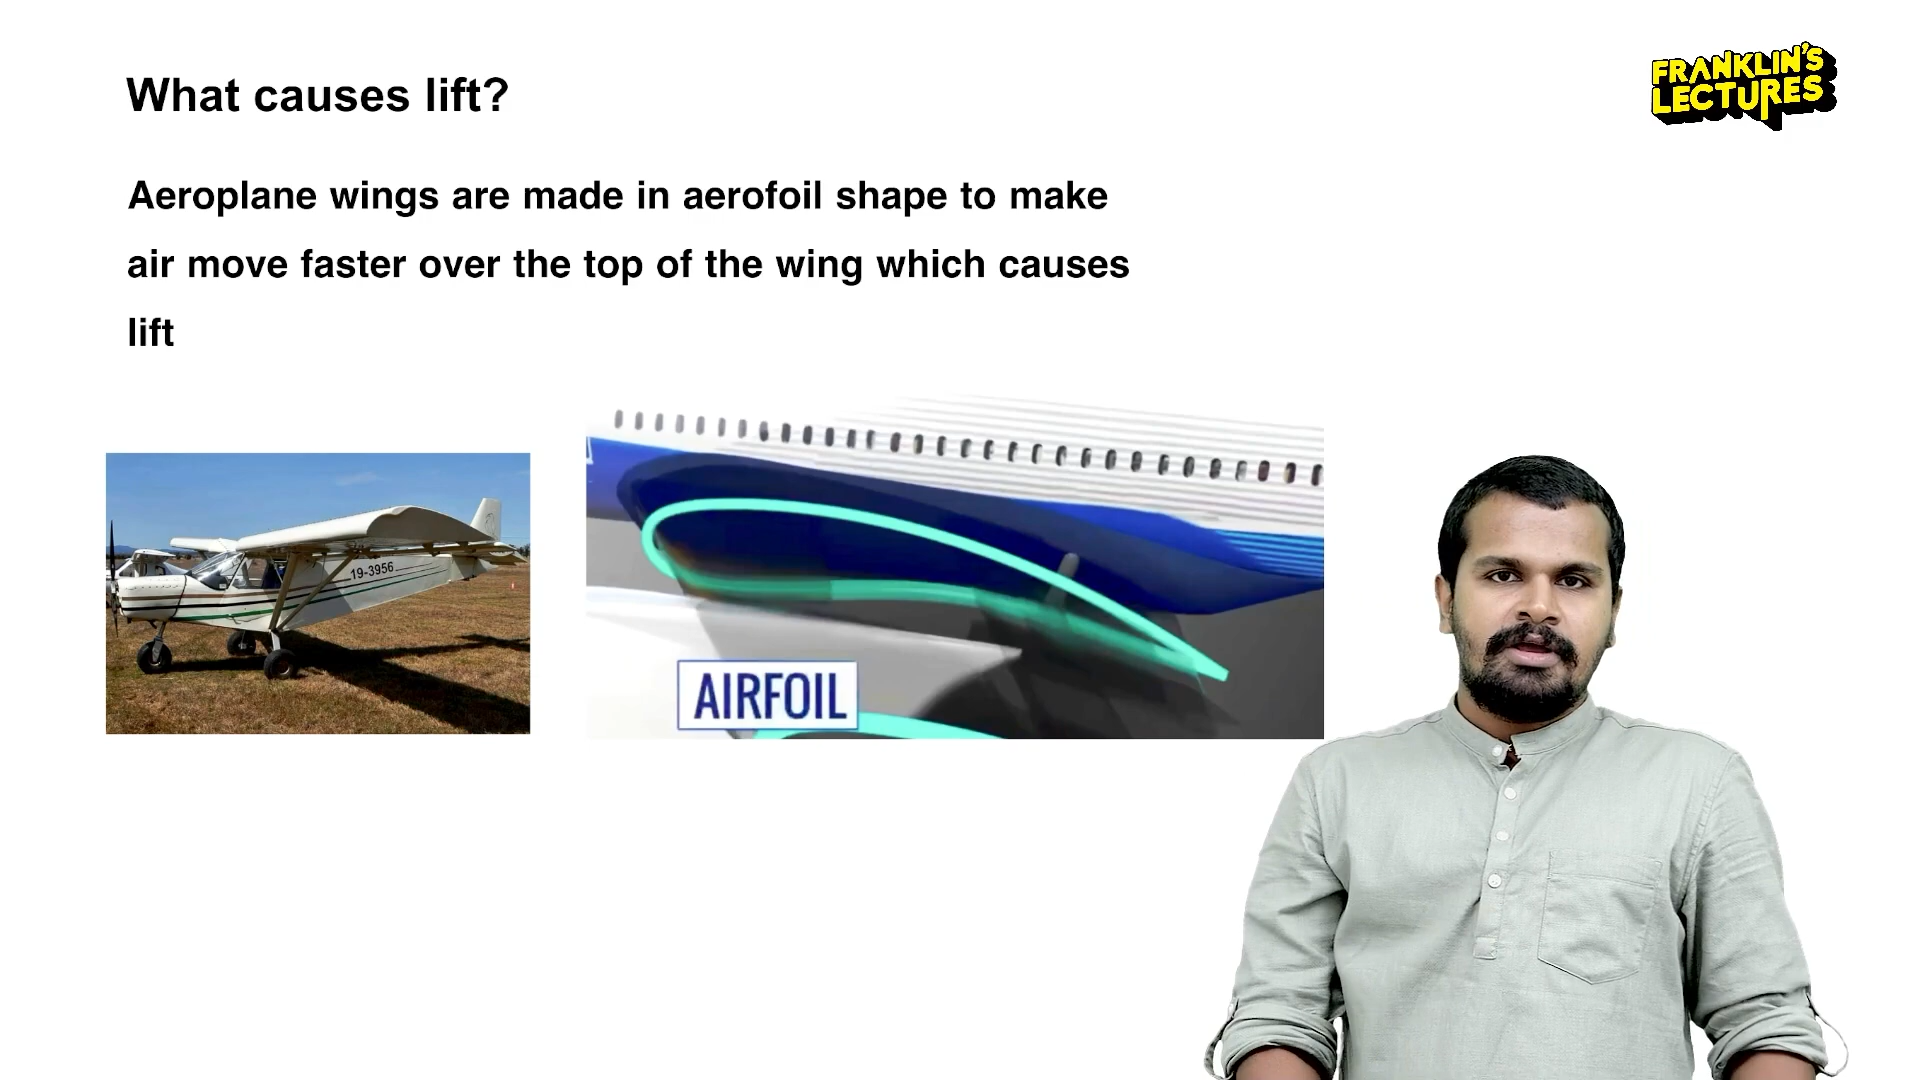 What causes lift?
FRANKLIN'S
LECTURES
Aeroplane wings are made in aerofoil shape to make
air move faster over the top of the wing which causes
lift
19-3956
AIRFOIL